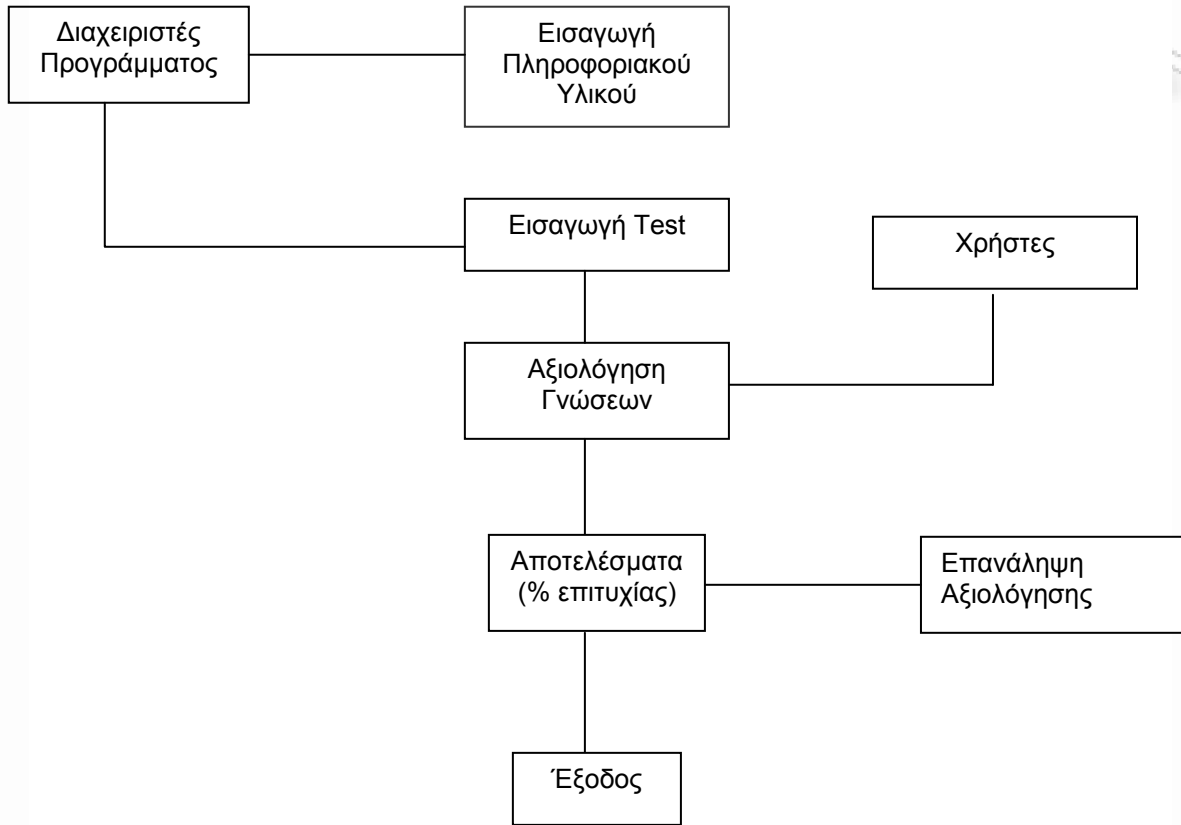 Διαχειριστές
Προγράμματος
Εισαγωγή
Πληροφοριακού
Υλικού
Εισαγωγή Test
Χρήστες
Αξιολόγηση
Γνώσεων
Αποτελέσματα
(% επιτυχίας)
Επανάληψη
Αξιολόγησης
Έξοδος